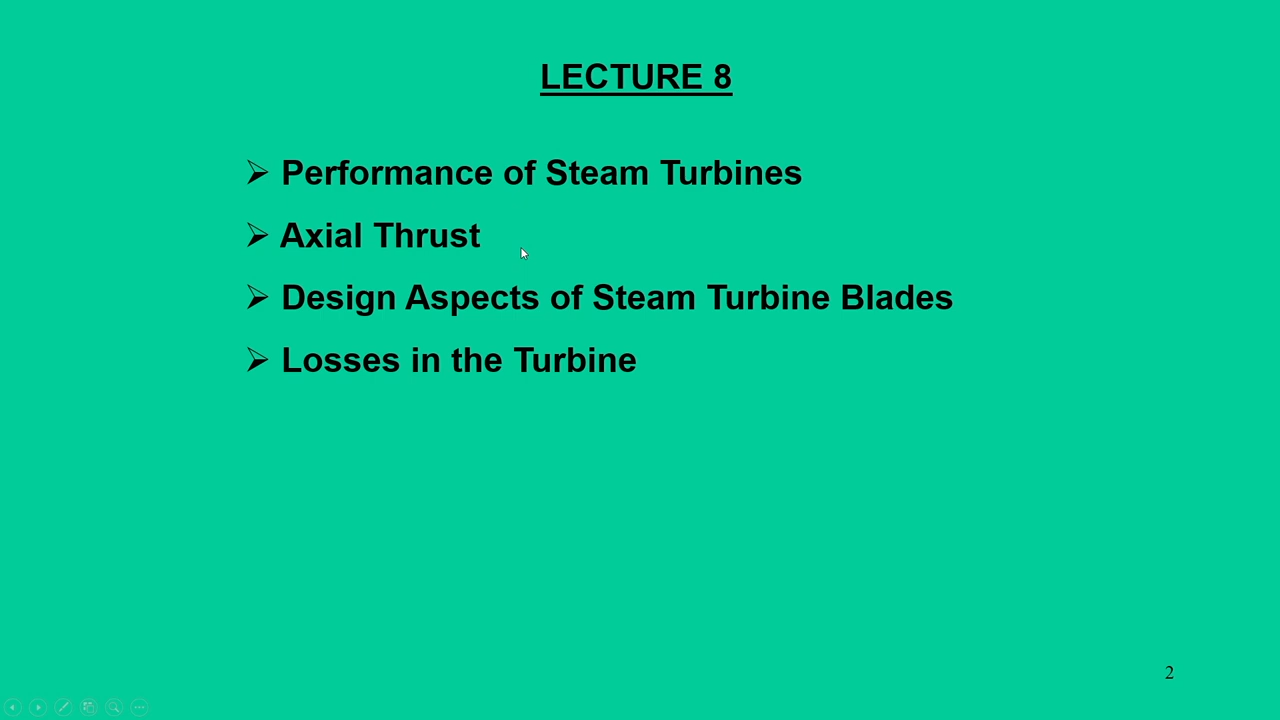 LECTURE 8
➢ Performance of Steam Turbines
➢ Axial Thrust
➢ Design Aspects of Steam Turbine Blades
➢ Losses in the Turbine
2